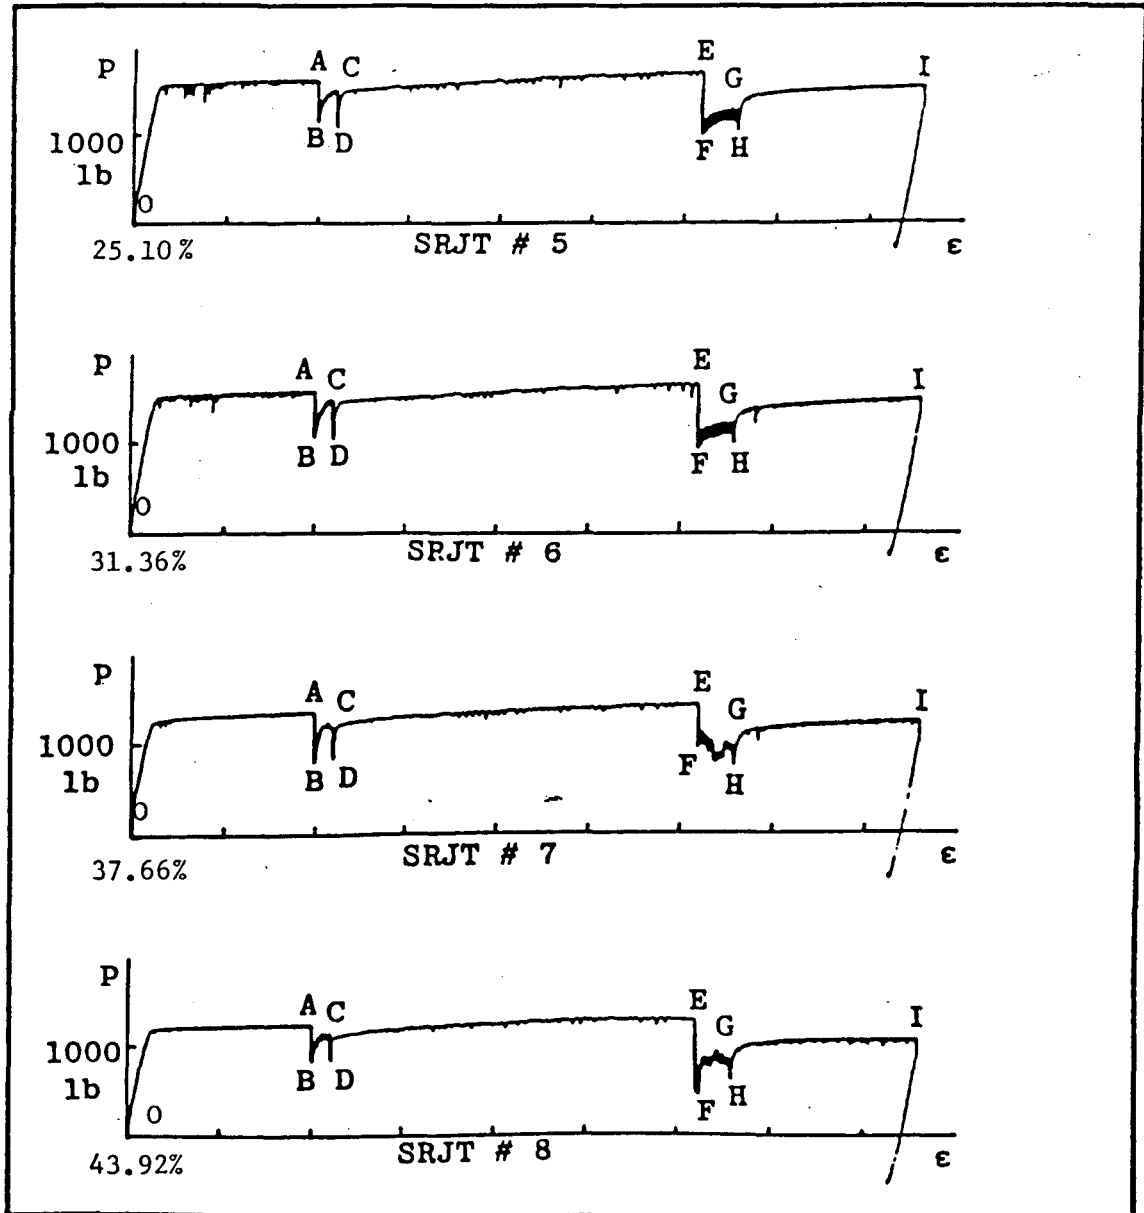 P
A C E G I
1000
lb
B D F H
O
25.10% SRJT # 5 ε
P
A C E G I
1000
lb
B D F H
O
31.36% SRJT # 6 ε
P
A C E G I
1000
lb
B D F H
O
37.66% SRJT # 7 ε
P
A C E G I
1000
lb
B D F H
O
43.92% SRJT # 8 ε